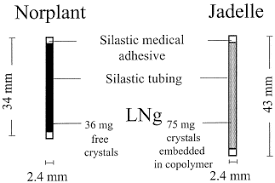 Norplant
Jadelle
Silastic medical
adhesive
Silastic tubing
34 mm
43 mm
LNg
36 mg
free
crystals
75 mg
crystals
embedded
in copolymer
2.4 mm
2.4 mm